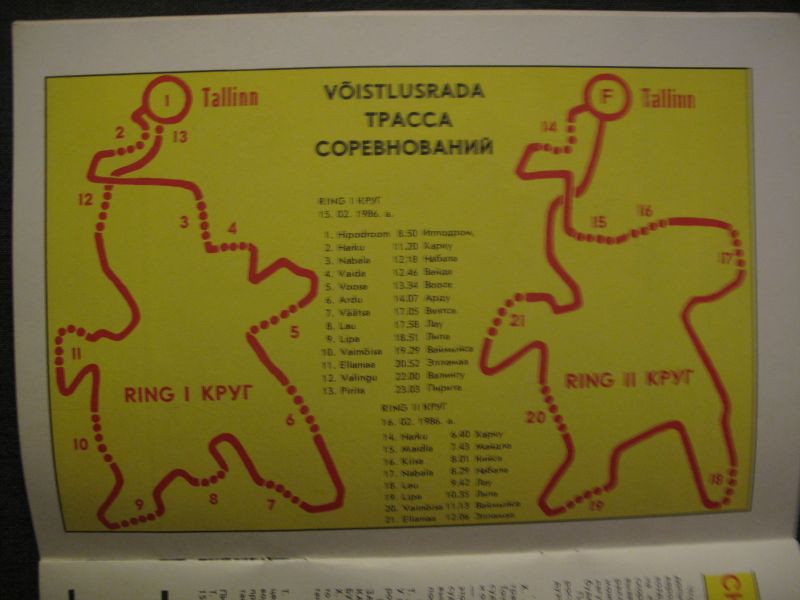 I
Tallinn
F
Tallinn
VÕISTLUSRADA
ТРАССА
СОРЕВНОВАНИЙ
2
13
12
3
4
5
11
10
6
9
8
7
RING I КРУГ
14
15
16
17
21
20
19
18
RING II КРУГ
RING I КРУГ
15. 02. 1986. a.
1. Hipodroom 8.50 Ипподром.
2. Harku 11.20 Харку
3. Nabala 12.18 Набала
4. Vaida 12.46 Вайда
5. Voose 13.34 Воосе
6. Ardu 14.07 Арду
7. Väätsa 17.05 Вяэтса
8. Lau 17.58 Лау
9. Lipa 18.51 Липа
10. Vaimõisa 19.29 Ваймыйса
11. Ellamaa 20.52 Элламаа
12. Valingu 22.00 Валингу
13. Pirita 23.03 Пирита
RING II КРУГ
16. 02. 1986. a.
14. Harku 6.40 Харку
15. Maidla 7.43 Майдла
16. Kiisa 8.01 Кийса
17. Nabala 8.29 Набала
18. Lau 9.42 Лау
19. Lipa 10.35 Липа
20. Vaimõisa 11.13 Ваймыйса
21. Ellamaa 12.06 Элламаа